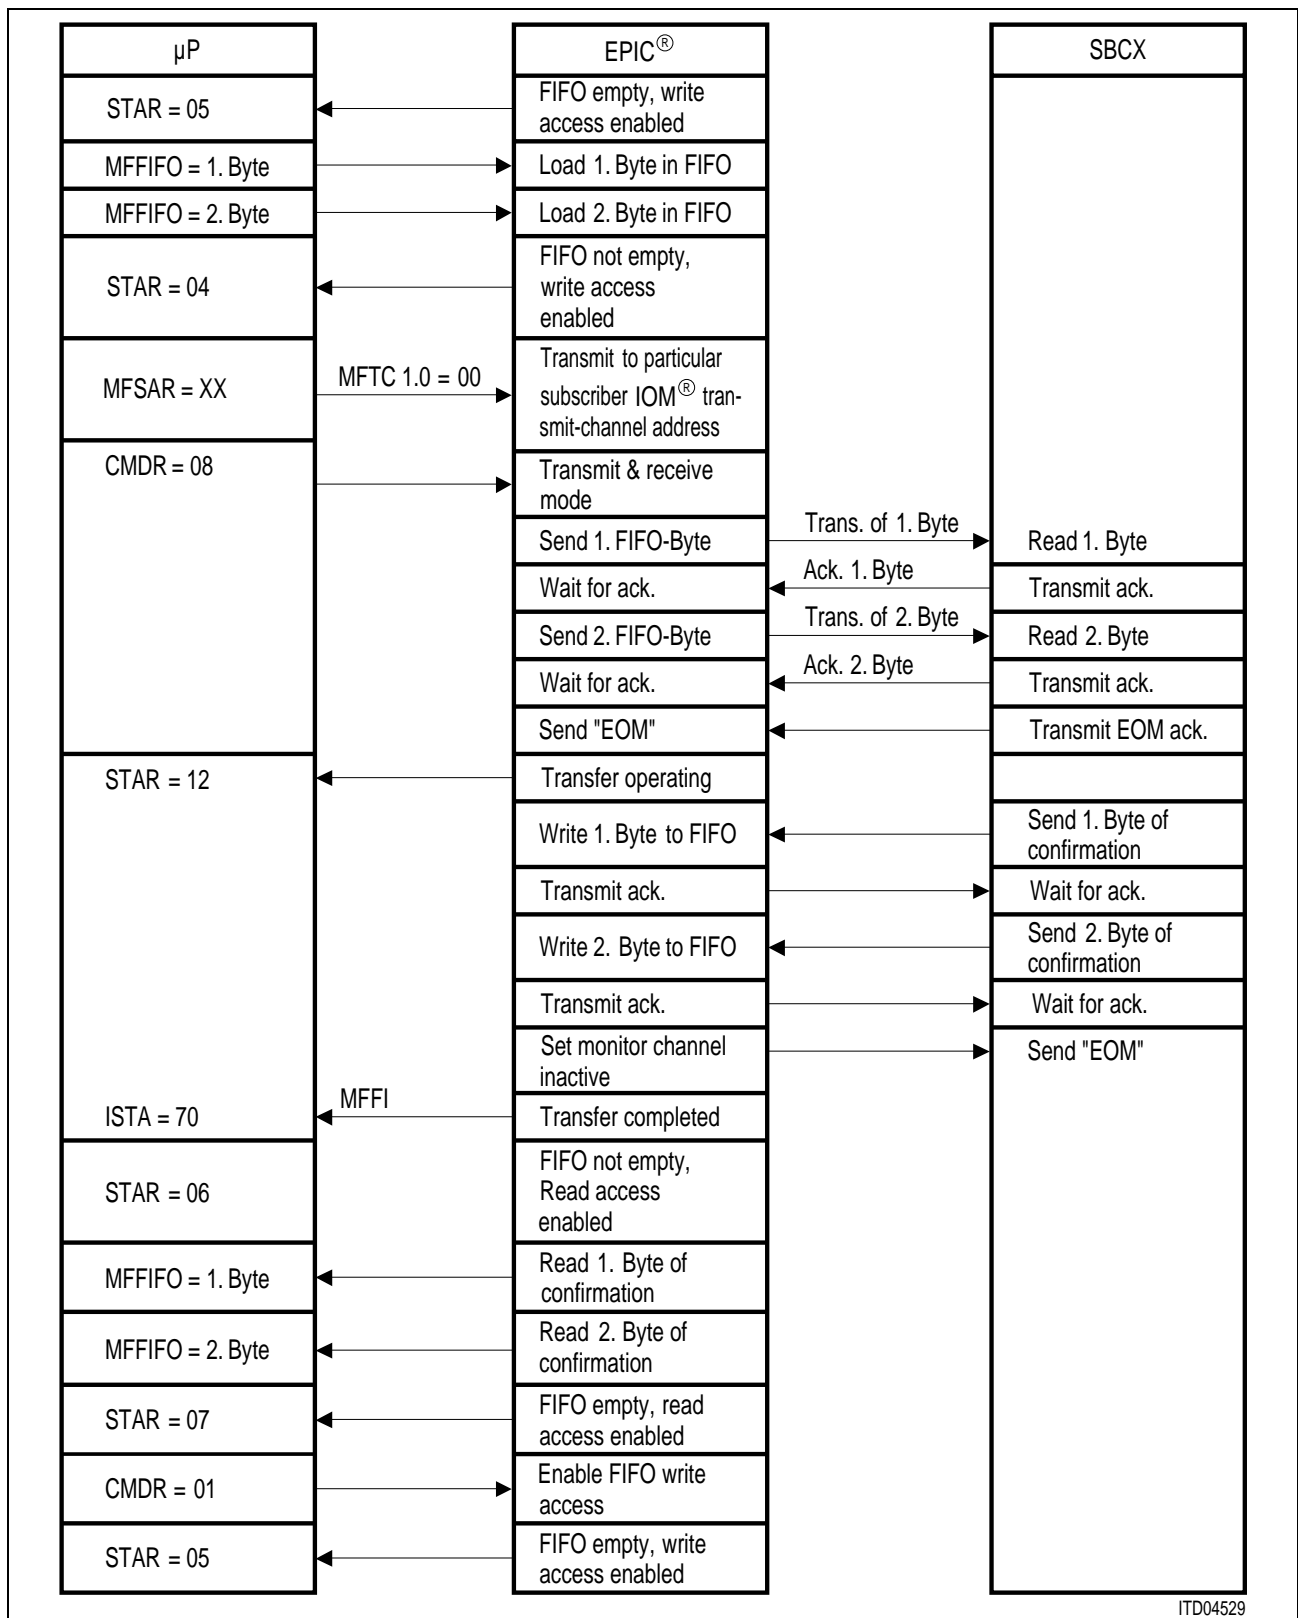 µP
EPIC®
SBCX
STAR = 05
FIFO empty, write
access enabled
MFFIFO = 1. Byte
Load 1. Byte in FIFO
MFFIFO = 2. Byte
Load 2. Byte in FIFO
STAR = 04
FIFO not empty,
write access
enabled
MFSAR = XX
MFTC 1.0 = 00
Transmit to particular
subscriber IOM® tran-
smit-channel address
CMDR = 08
Transmit & receive
mode
Send 1. FIFO-Byte
Trans. of 1. Byte
Read 1. Byte
Wait for ack.
Ack. 1. Byte
Transmit ack.
Send 2. FIFO-Byte
Trans. of 2. Byte
Read 2. Byte
Wait for ack.
Ack. 2. Byte
Transmit ack.
Send "EOM"
Transmit EOM ack.
STAR = 12
Transfer operating
Write 1. Byte to FIFO
Send 1. Byte of
confirmation
Transmit ack.
Wait for ack.
Write 2. Byte to FIFO
Send 2. Byte of
confirmation
Transmit ack.
Wait for ack.
Set monitor channel
inactive
Send "EOM"
ISTA = 70
MFFI
Transfer completed
STAR = 06
FIFO not empty,
Read access
enabled
MFFIFO = 1. Byte
Read 1. Byte of
confirmation
MFFIFO = 2. Byte
Read 2. Byte of
confirmation
STAR = 07
FIFO empty, read
access enabled
CMDR = 01
Enable FIFO write
access
STAR = 05
FIFO empty, write
access enabled
ITD04529